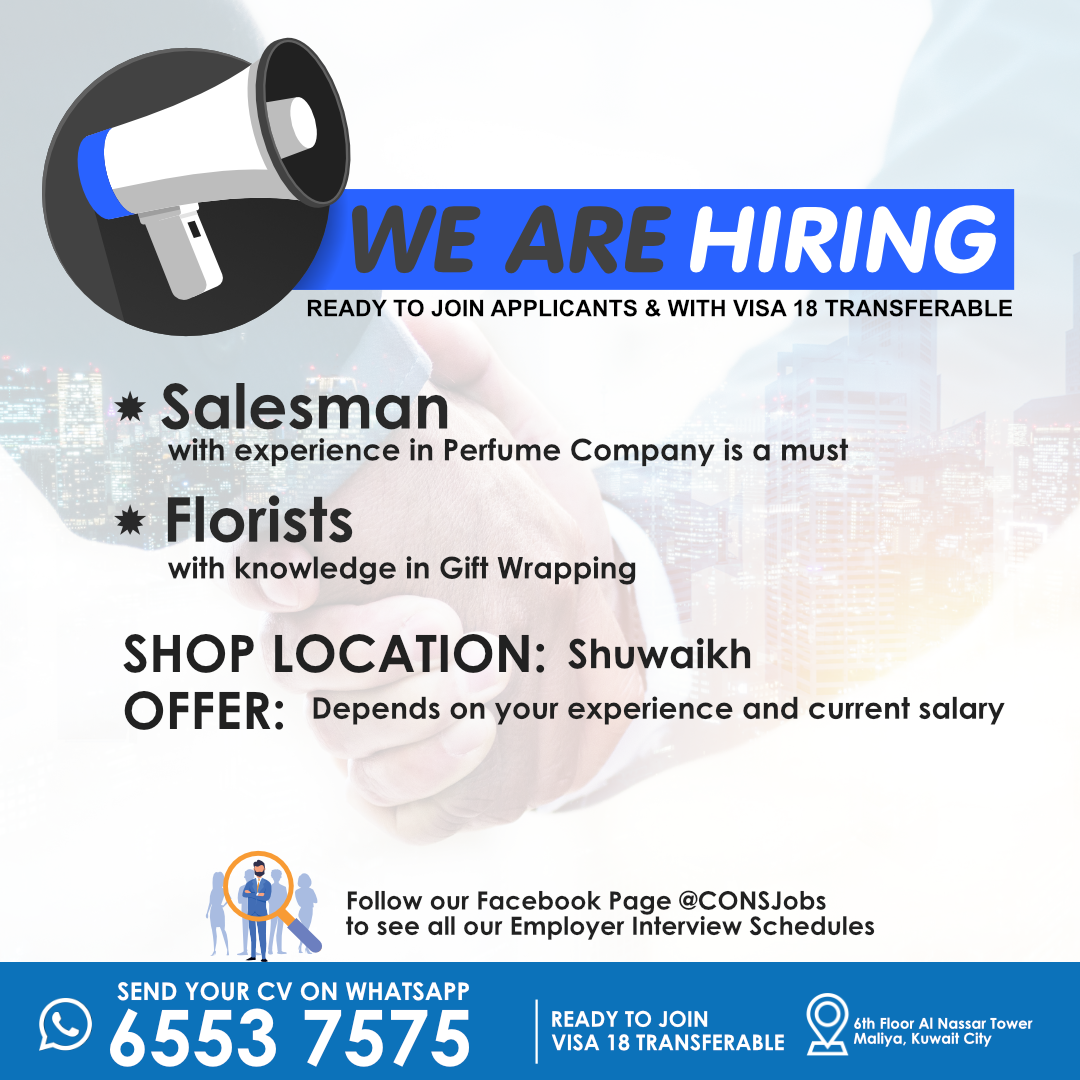 WE ARE HIRING
READY TO JOIN APPLICANTS & WITH VISA 18 TRANSFERABLE
Salesman
with experience in Perfume Company is a must
Florists
with knowledge in Gift Wrapping
SHOP LOCATION: Shuwaikh
OFFER: Depends on your experience and current salary
Follow our Facebook Page @CONSJobs
to see all our Employer Interview Schedules
SEND YOUR CV ON WHATSAPP
6553 7575
READY TO JOIN
VISA 18 TRANSFERABLE
6th Floor Al Nassar Tower
Maliya, Kuwait City